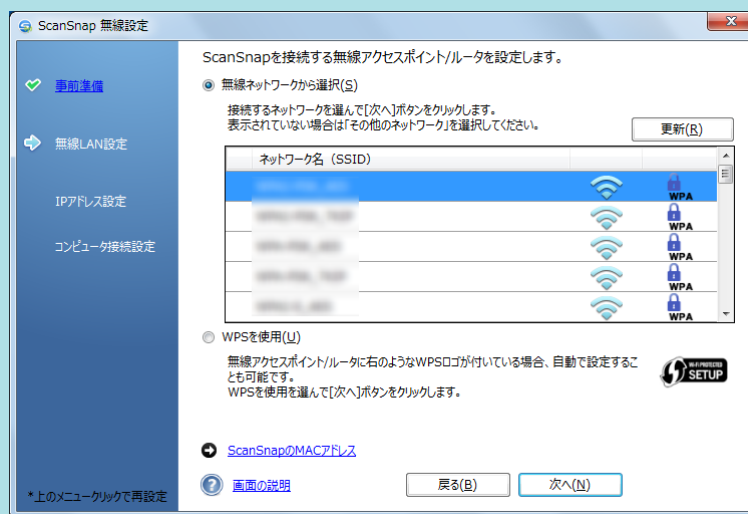 ScanSnap 無線設定
事前準備
無線LAN設定
IPアドレス設定
コンピュータ接続設定
*上のメニュークリックで再設定
ScanSnapを接続する無線アクセスポイント/ルータを設定します。
無線ネットワークから選択(S)
接続するネットワークを選んで[次へ]ボタンをクリックします。
表示されていない場合は「その他のネットワーク」を選択してください。
更新(R)
ネットワーク名（SSID）
WPA
WPA
WPA
WPA
WPA
WPSを使用(U)
無線アクセスポイント/ルータに右のようなWPSロゴが付いている場合、自動で設定するこ
とも可能です。
WPSを使用を選んで[次へ]ボタンをクリックします。
WI-FI PROTECTED
SETUP
ScanSnapのMACアドレス
画面の説明
戻る(B)
次へ(N)